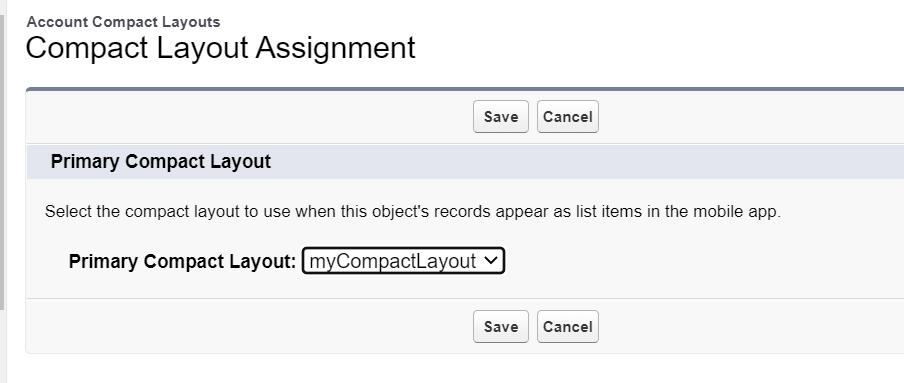 Account Compact Layouts
Compact Layout Assignment
Save Cancel
Primary Compact Layout
Select the compact layout to use when this object's records appear as list items in the mobile app.
Primary Compact Layout: myCompactLayout
Save Cancel